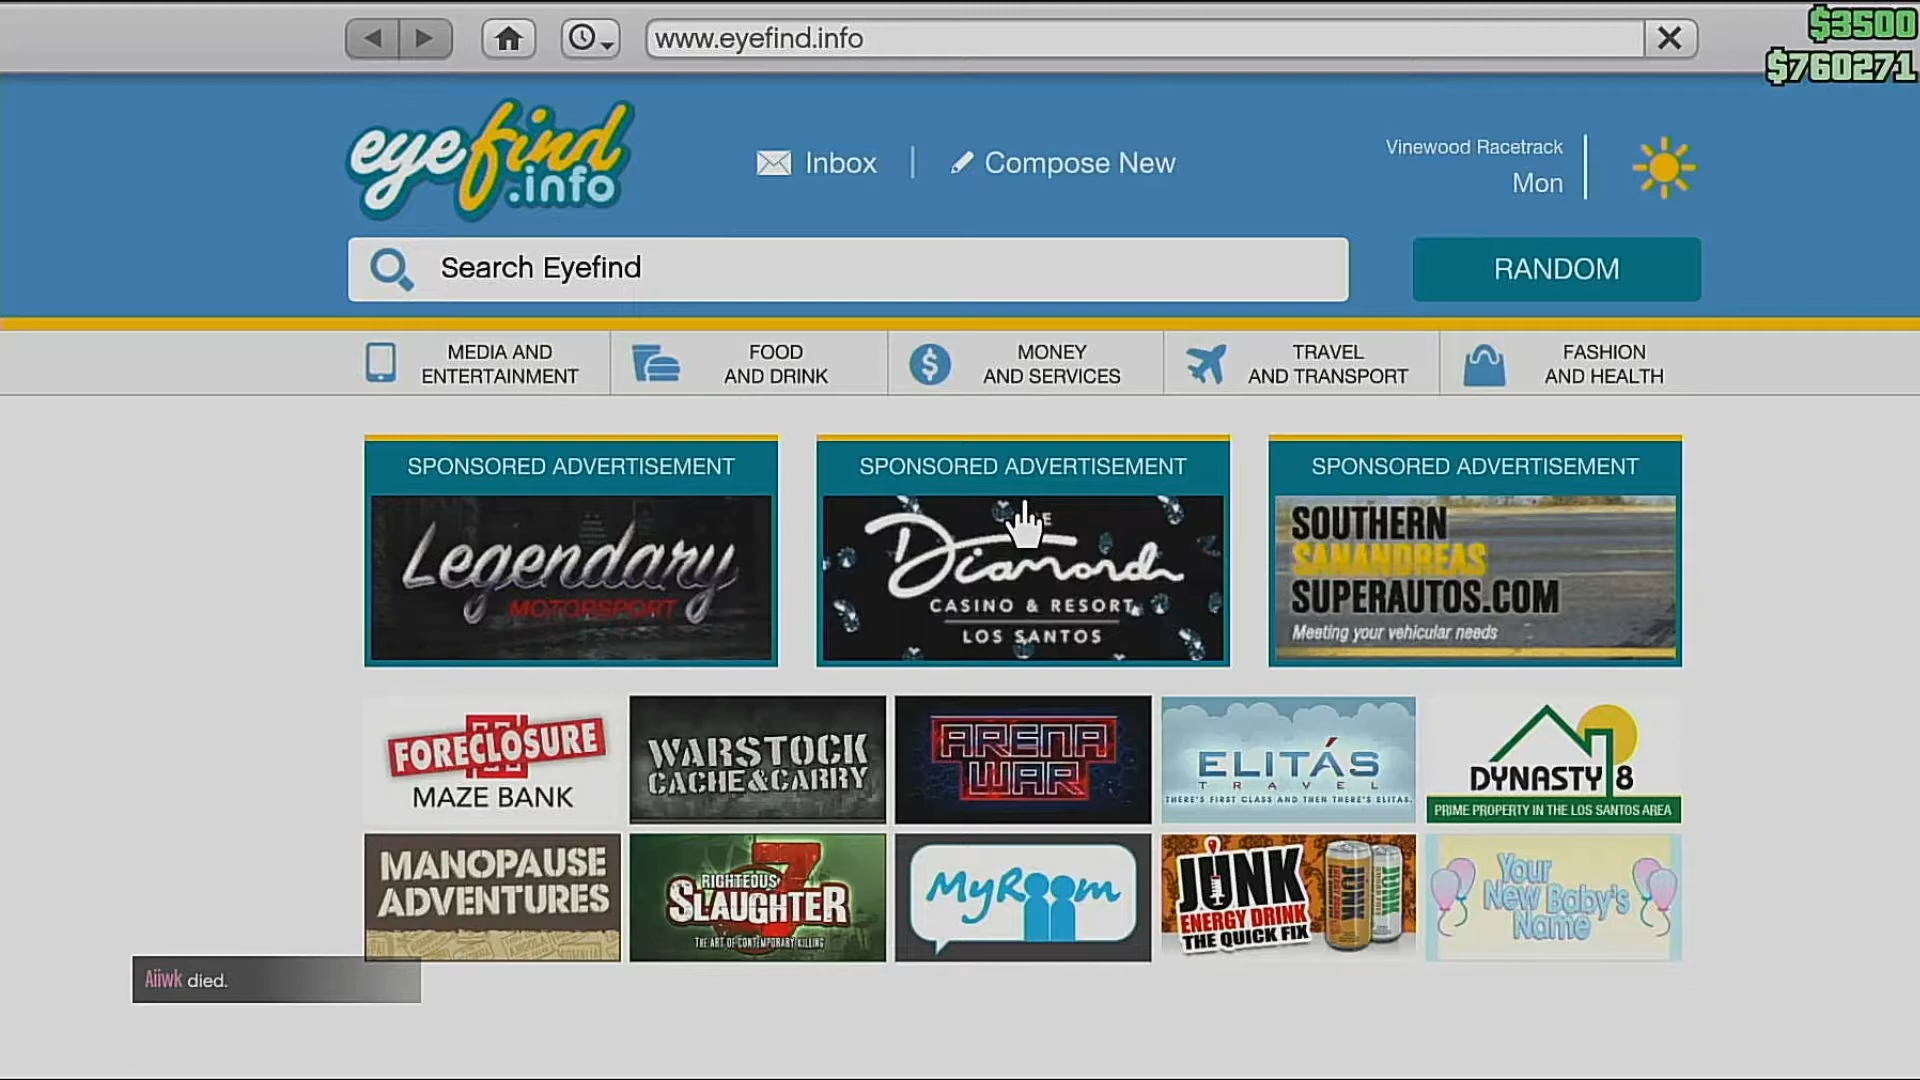 www.eyefind.info
$3500
$760271
eyefind
.info
Inbox
Compose New
Vinewood Racetrack
Mon
Search Eyefind
RANDOM
MEDIA AND
ENTERTAINMENT
FOOD
AND DRINK
MONEY
AND SERVICES
TRAVEL
AND TRANSPORT
FASHION
AND HEALTH
SPONSORED ADVERTISEMENT
Legendary
MOTORSPORT
SPONSORED ADVERTISEMENT
Diamond
CASINO & RESORT
LOS SANTOS
SPONSORED ADVERTISEMENT
SOUTHERN
SANANDREAS
SUPERAUTOS.COM
Meeting your vehicular needs
FORECLOSURE
MAZE BANK
WARSTOCK
CACHE&CARRY
ARENA
WAR
ELITÁS
TRAVEL
THERE'S FIRST CLASS AND THEN THERE'S ELITAS.
DYNASTY 8
PRIME PROPERTY IN THE LOS SANTOS AREA
MANOPAUSE
ADVENTURES
RIGHTEOUS
SLAUGHTER
7
THE ART OF CONTEMPORARY KILLING
MyRoom
JUNK
ENERGY DRINK
THE QUICK FIX
Your
New Baby's
Name
Aiiwk died.